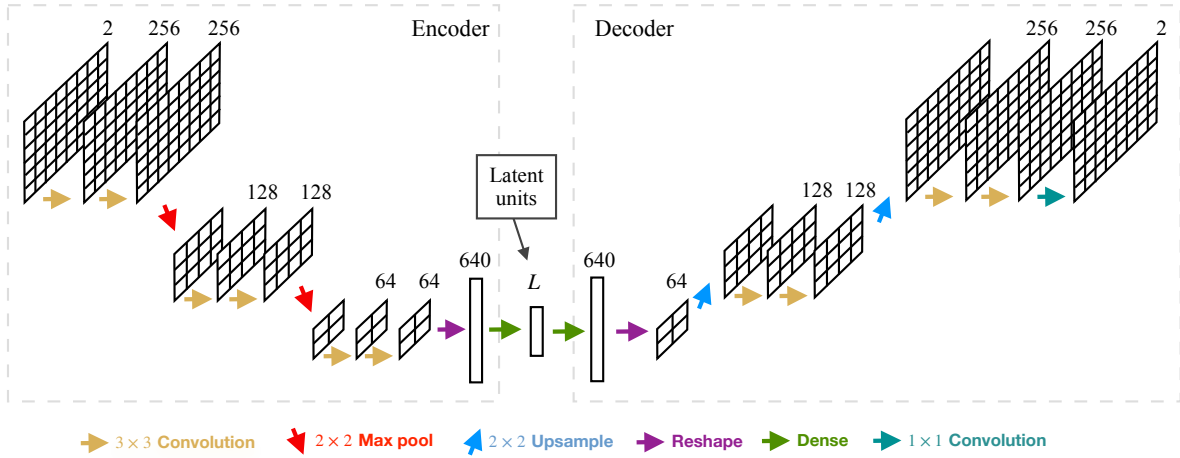 Encoder
Decoder
2 256 256
256 256 2
Latent
units
128 128
128 128
64 64
640
L
640
64
3 × 3 Convolution
2 × 2 Max pool
2 × 2 Upsample
Reshape
Dense
1 × 1 Convolution